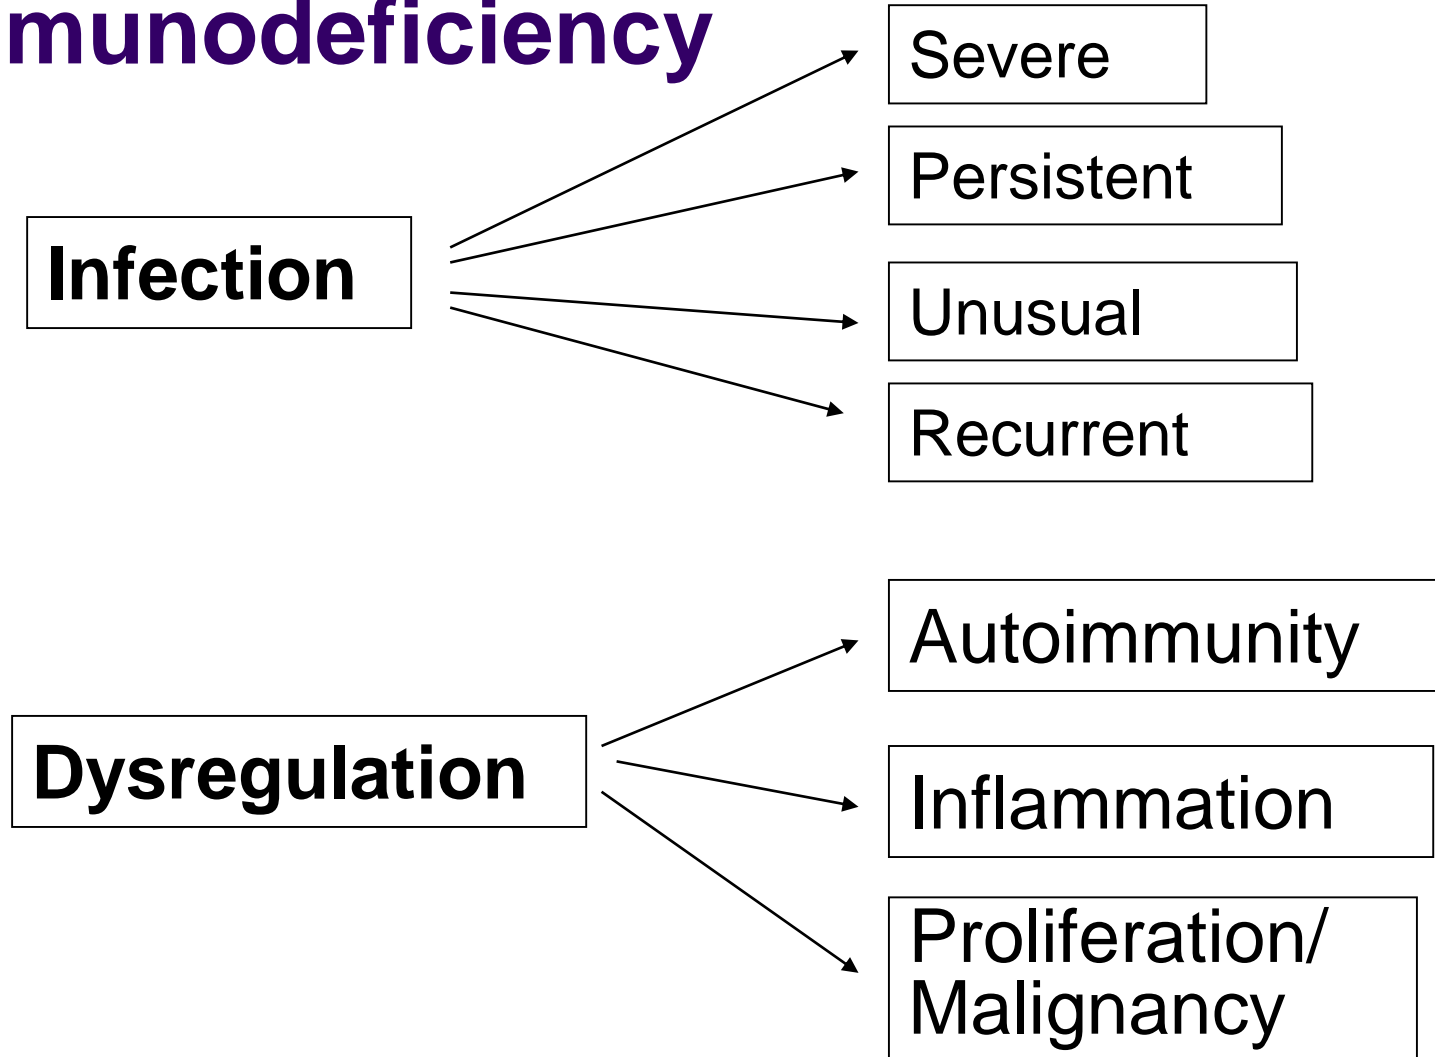 munodeficiency
Severe
Persistent
Infection
Unusual
Recurrent
Autoimmunity
Dysregulation
Inflammation
Proliferation/
Malignancy